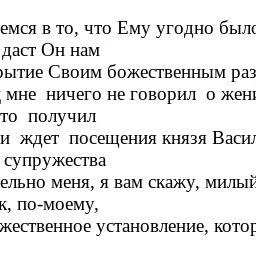 емся в то, что Ему угодно было
даст Он нам
рытие Своим божественным раз
мне ничего не говорил о жени
то получил
и ждет посещения князя Васил
супружества
ельно меня, я вам скажу, милый
к, по-моему,
жественное установление, котор